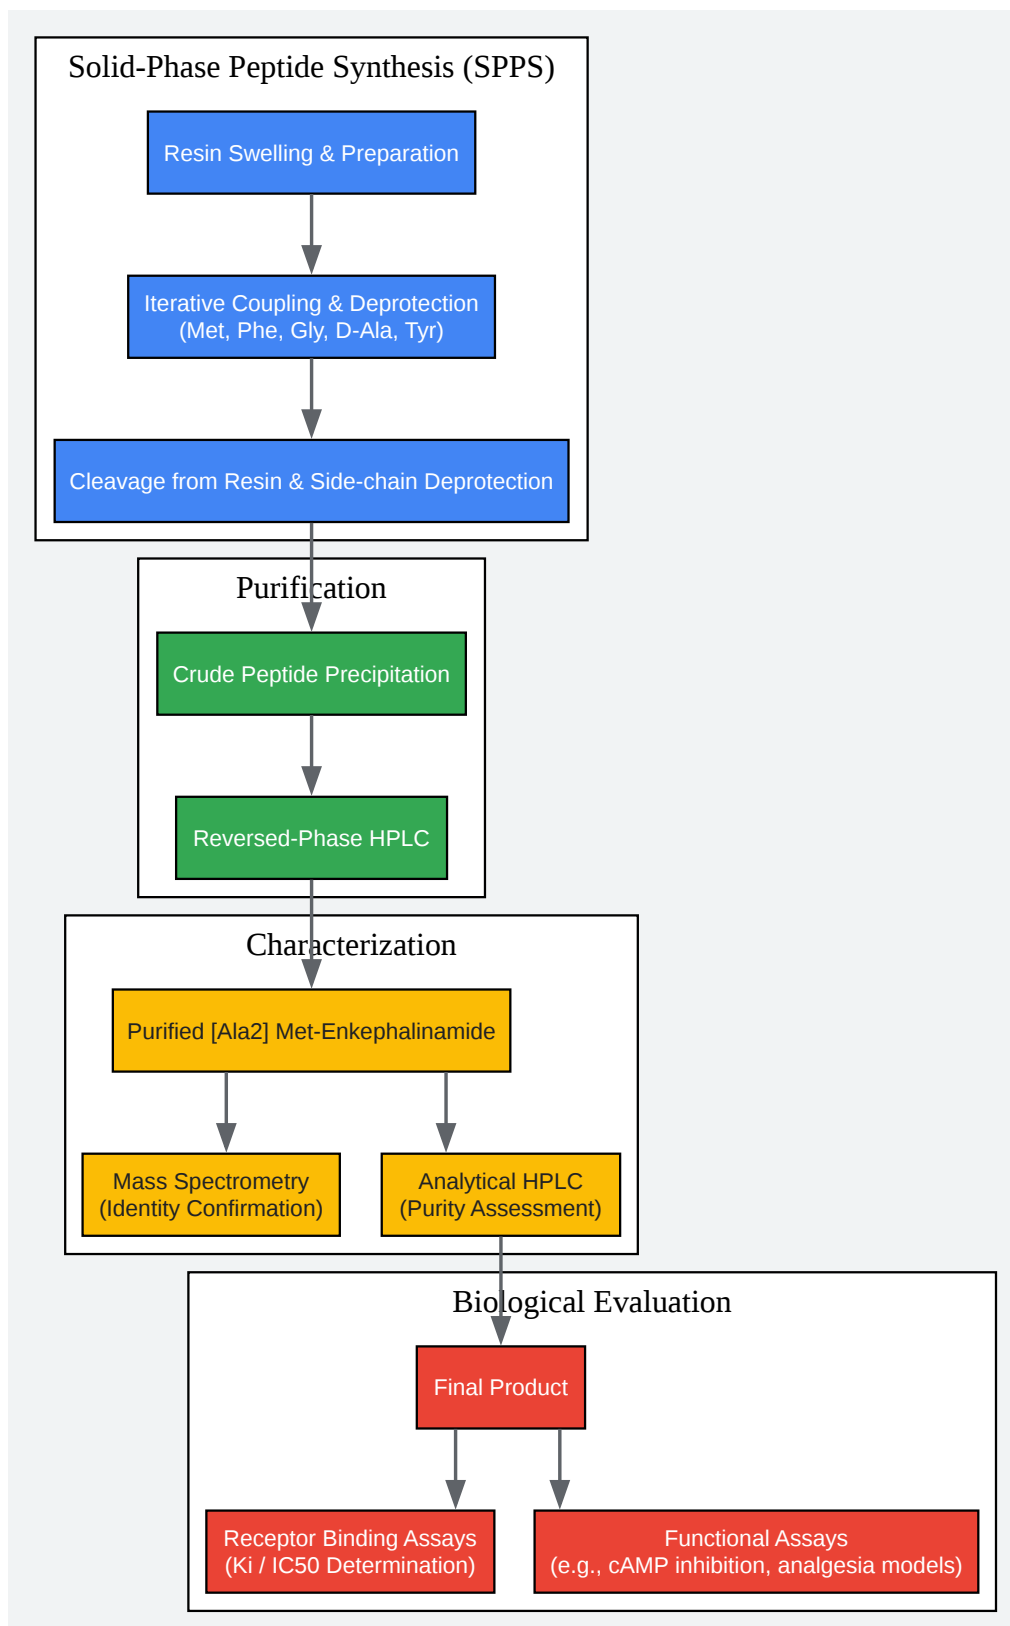 Solid-Phase Peptide Synthesis (SPPS)
Resin Swelling & Preparation
Iterative Coupling & Deprotection
(Met, Phe, Gly, D-Ala, Tyr)
Cleavage from Resin & Side-chain Deprotection
Purification
Crude Peptide Precipitation
Reversed-Phase HPLC
Characterization
Purified [Ala2] Met-Enkephalinamide
Mass Spectrometry
(Identity Confirmation)
Analytical HPLC
(Purity Assessment)
Biological Evaluation
Final Product
Receptor Binding Assays
(Ki / IC50 Determination)
Functional Assays
(e.g., cAMP inhibition, analgesia models)